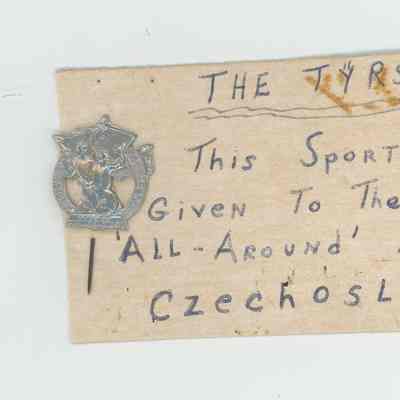 THE TYRS
This SPORT
GIVEN TO The
'ALL-AROUND'
CzechosL